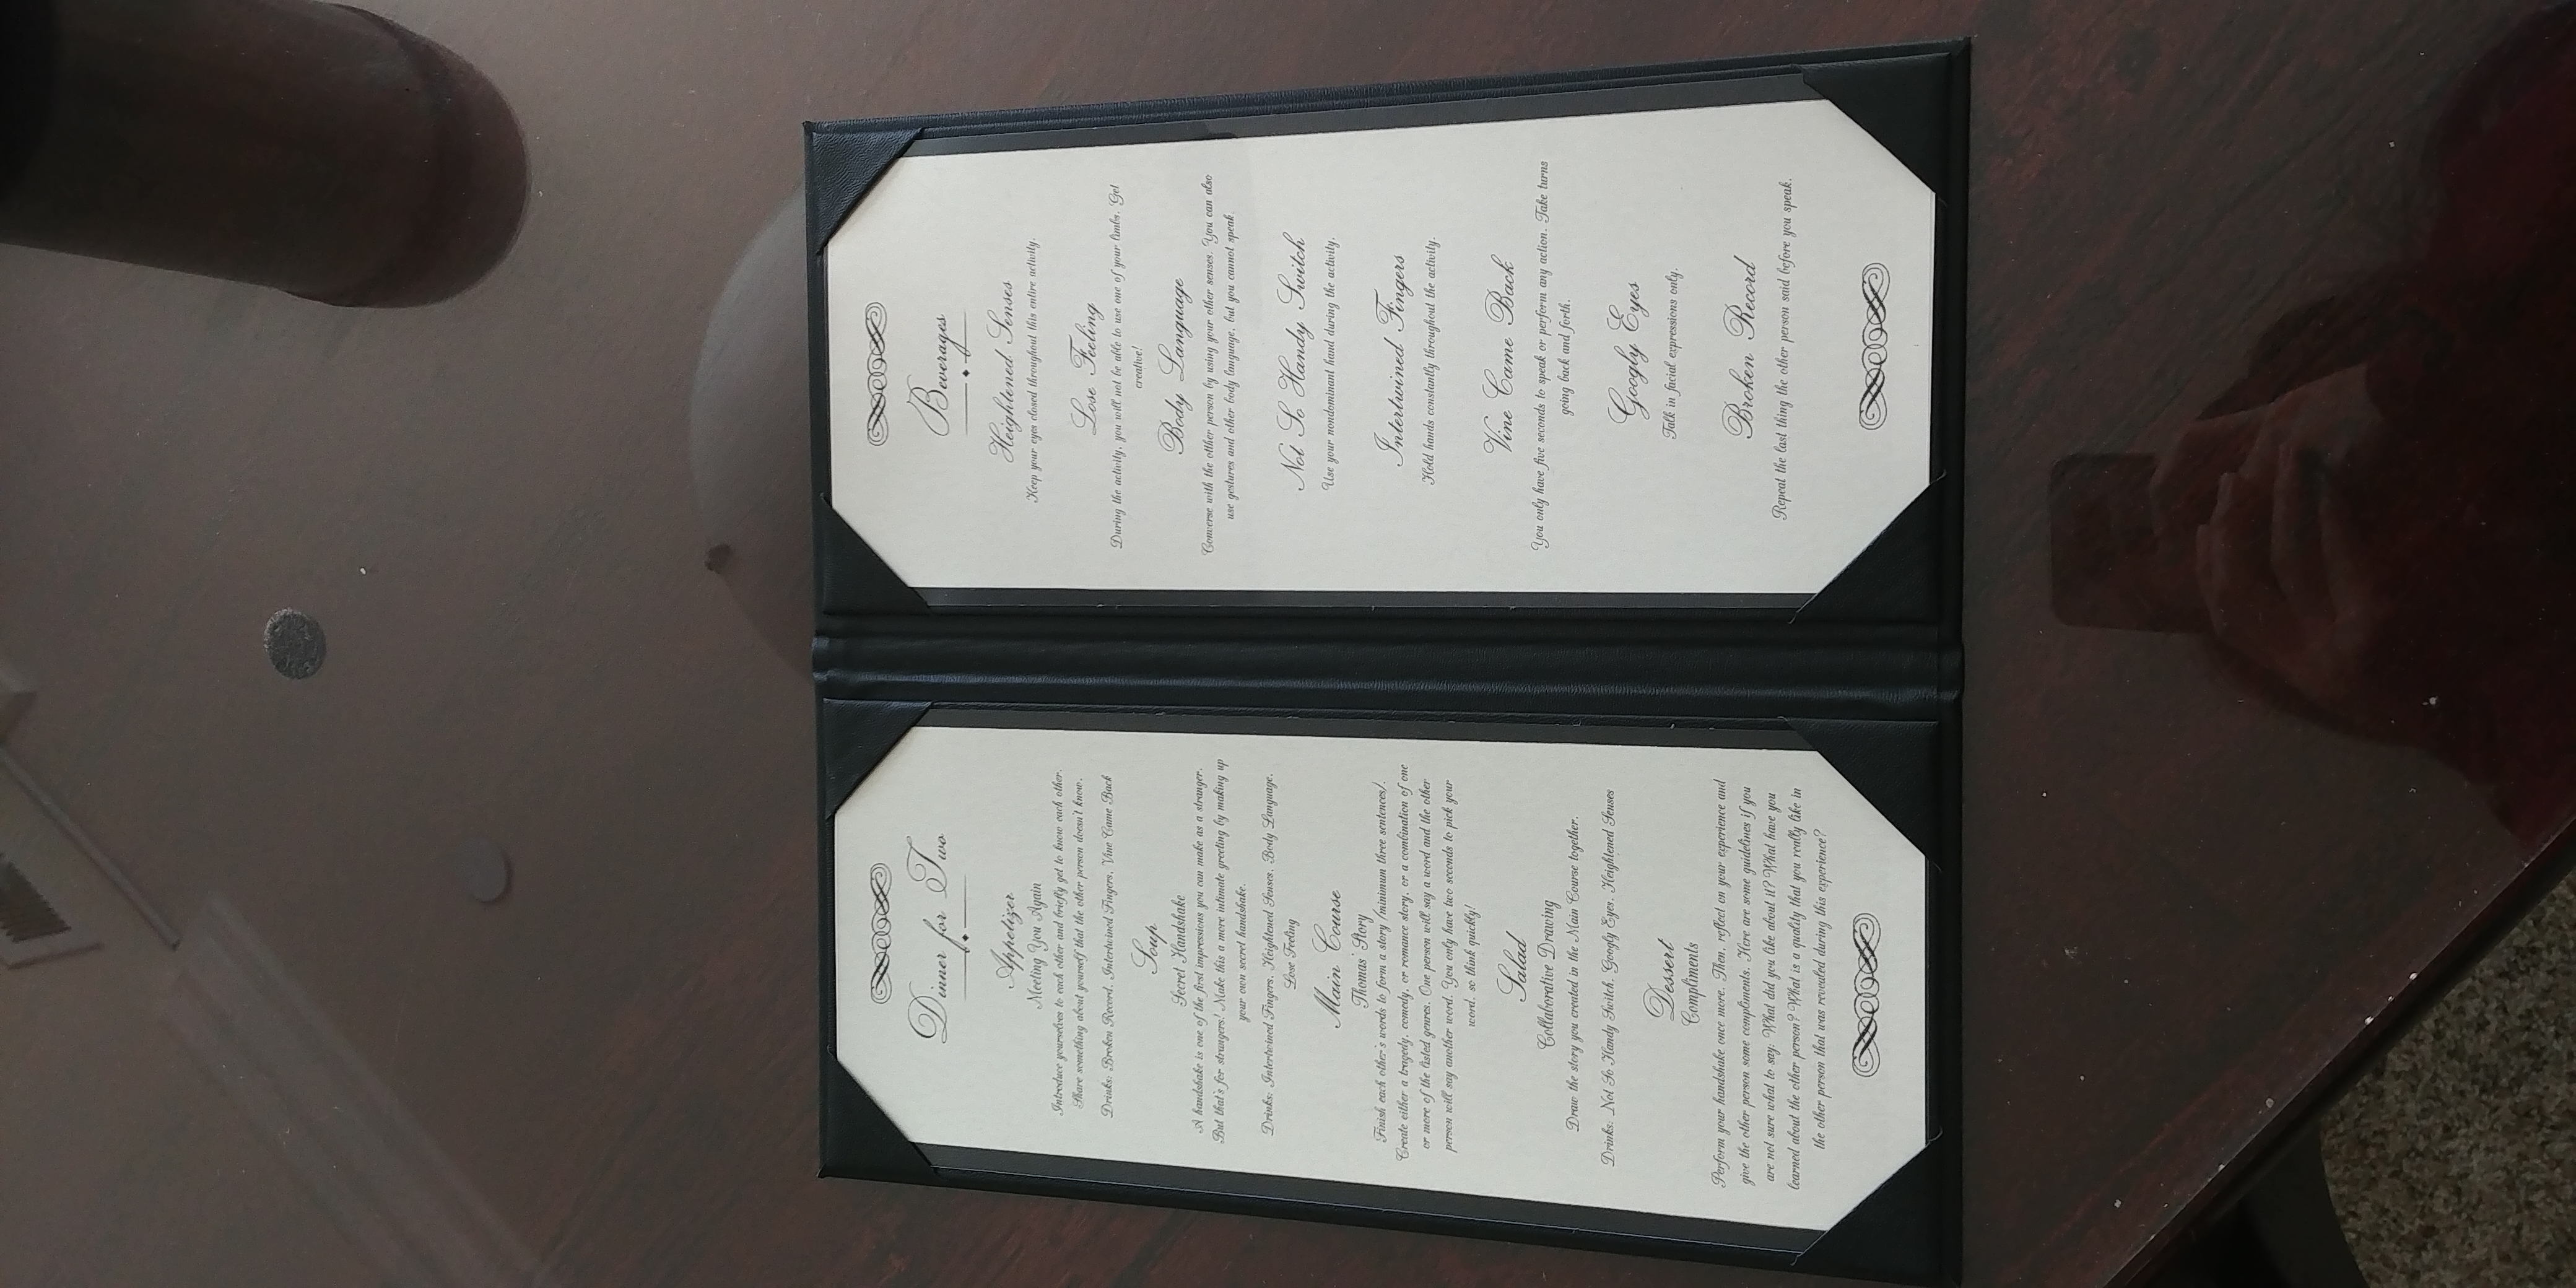 Dinner for Two
Appetizer
Meeting You Again
Introduce yourselves to each other and briefly get to know each other.
Share something about yourself that the other person doesn't know.
Drinks: Broken Record, Intertwined Fingers, Vine Came Back
Soup
Secret Handshake
A handshake is one of the first impressions you can make as a stranger.
But that's for strangers! Make this a more intimate greeting by making up
your own secret handshake.
Drinks: Intertwined Fingers, Heightened Senses, Body Language,
Lose Feeling
Main Course
Thomas' Story
Finish each other's words to form a story (minimum three sentences).
Create either a tragedy, comedy, or romance story, or a combination of one
or more of the listed genres. One person will say a word and the other
person will say another word. You only have two seconds to pick your
word, so think quickly!
Salad
Collaborative Drawing
Draw the story you created in the Main Course together.
Drinks: Not So Handy Switch, Googly Eyes, Heightened Senses
Dessert
Compliments
Perform your handshake once more. Then, reflect on your experience and
give the other person some compliments. Here are some guidelines if you
are not sure what to say: What did you like about it? What have you
learned about the other person? What is a quality that you really like in
the other person that was revealed during this experience?
Beverages
Heightened Senses
Keep your eyes closed throughout this entire activity.
Lose Feeling
During the activity, you will not be able to use one of your limbs. Get
creative!
Body Language
Converse with the otther person by using your other senses. You can also
use gestures and other body language, but you cannot speak.
Not So Handy Switch
Use your nondominant hand during the activity.
Intertwined Fingers
Hold hands constantly throughout the activity.
Vine Came Back
You only have five seconds to speak or perform any action. Take turns
going back and forth.
Googly Eyes
Talk in facial expressions only.
Broken Record
Repeat the last thing the other person said before you speak.